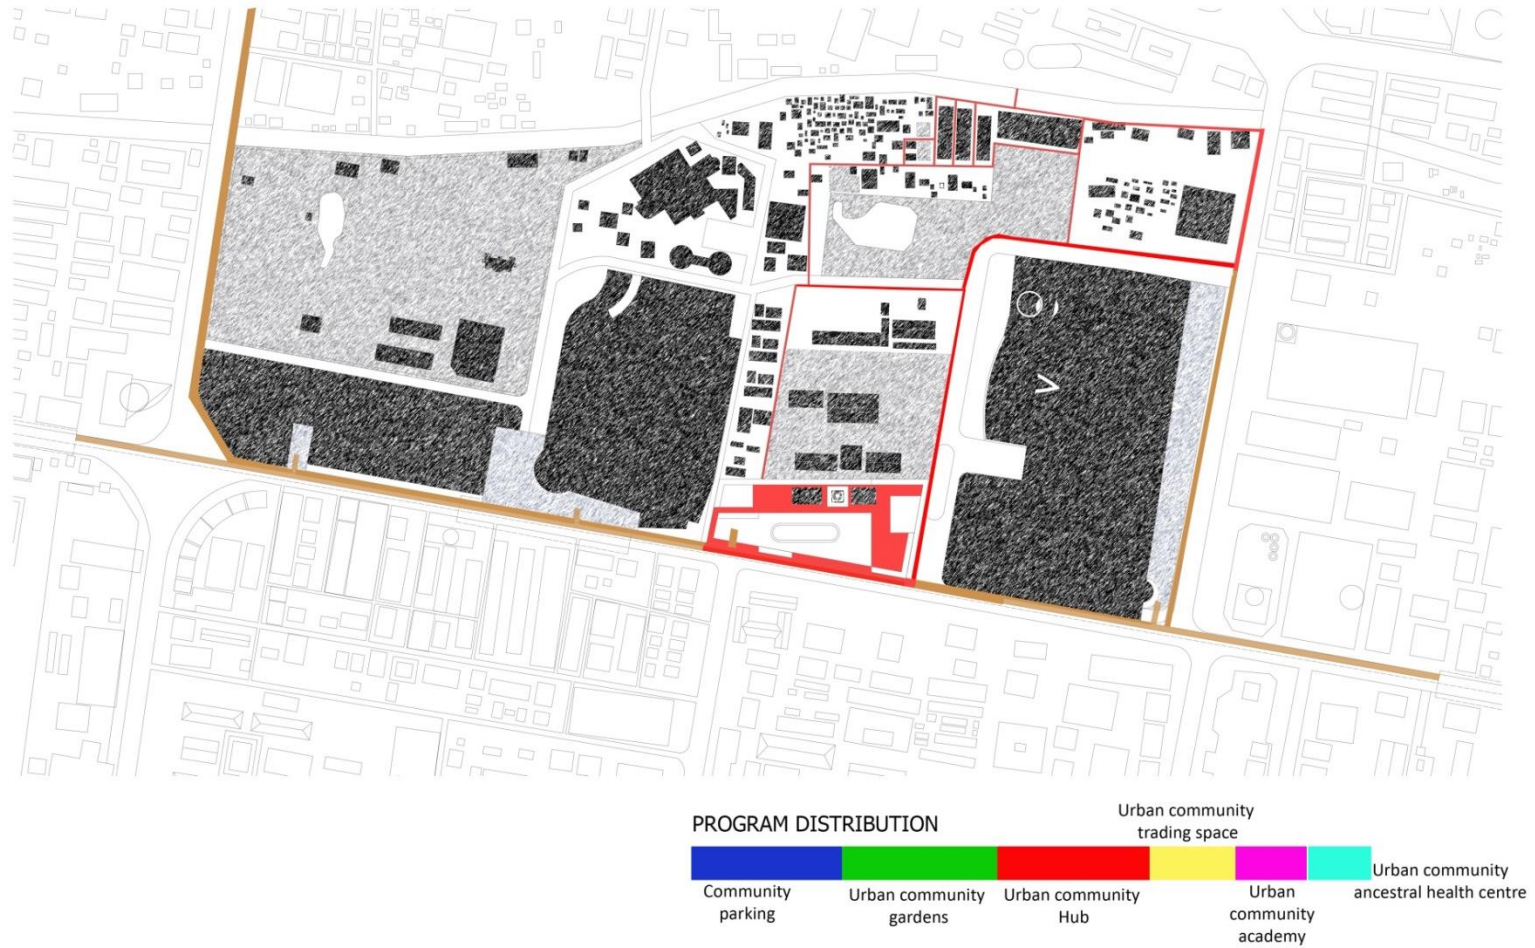 PROGRAM DISTRIBUTION
Urban community
trading space
Community
parking
Urban community
gardens
Urban community
Hub
Urban
community
academy
Urban community
ancestral health centre